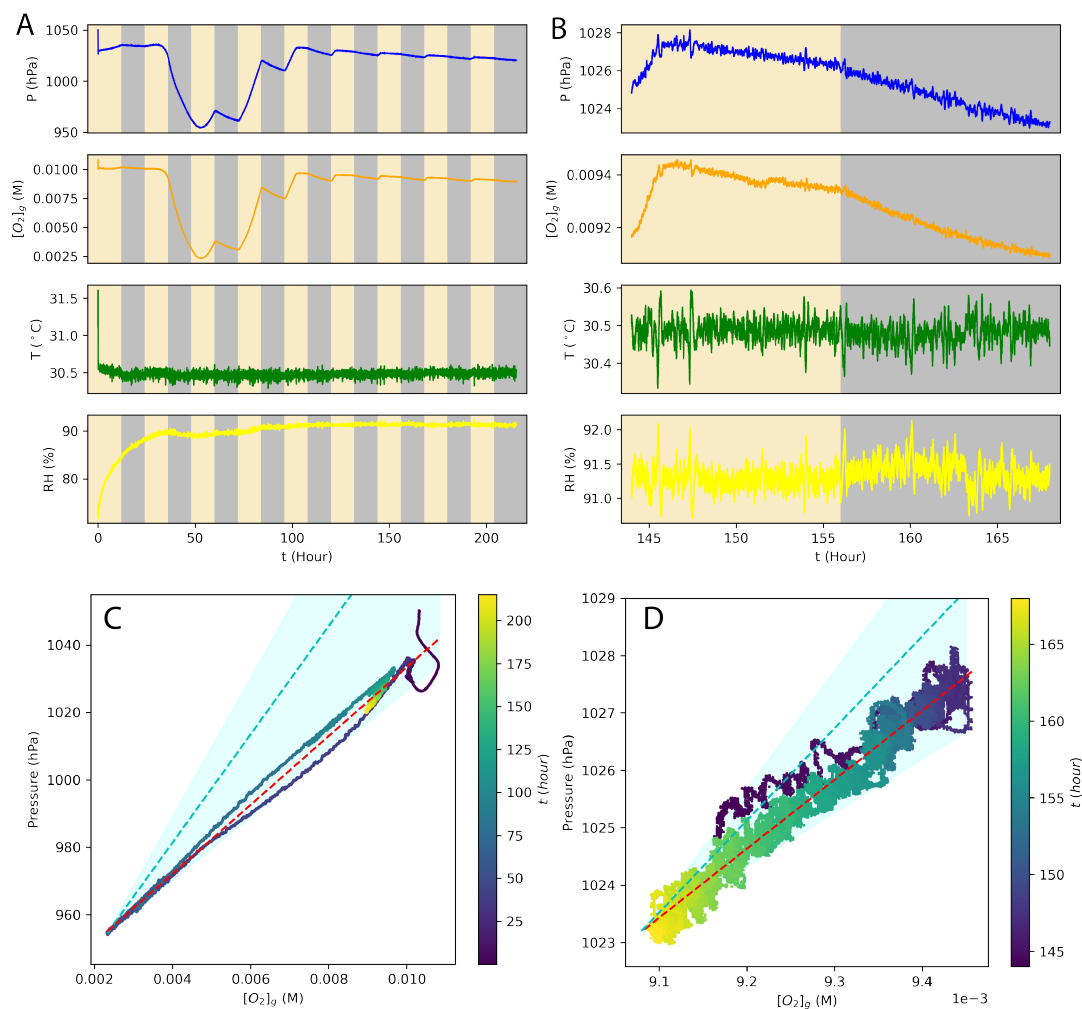 A
B
1050
1000
950
P (hPa)
1028
1026
1024
P (hPa)
0.0100
0.0075
0.0050
0.0025
[O₂]g (M)
0.0094
0.0092
[O₂]g (M)
31.5
31.0
30.5
T (°C)
30.6
30.5
30.4
T (°C)
90
80
RH (%)
92.0
91.5
91.0
RH (%)
0 50 100 150 200
t (Hour)
145 150 155 160 165
t (Hour)
C
1040
1020
1000
980
960
Pressure (hPa)
0.002 0.004 0.006 0.008 0.010
[O₂]g (M)
200
175
150
125
100
75
50
25
t (hour)
D
1029
1028
1027
1026
1025
1024
1023
Pressure (hPa)
9.1 9.2 9.3 9.4
1e−3
[O₂]g (M)
165
160
155
150
145
t (hour)